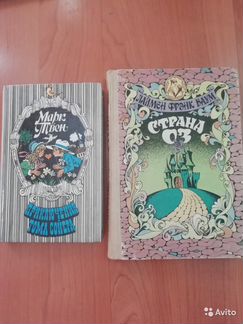 Марк
Твен
ПРИКЛЮЧЕНИЯ
ТОМА СОЙЕРА
ЛАЙМЕН ФРЭНК БАУМ
СТРАНА
ОЗ
Avito